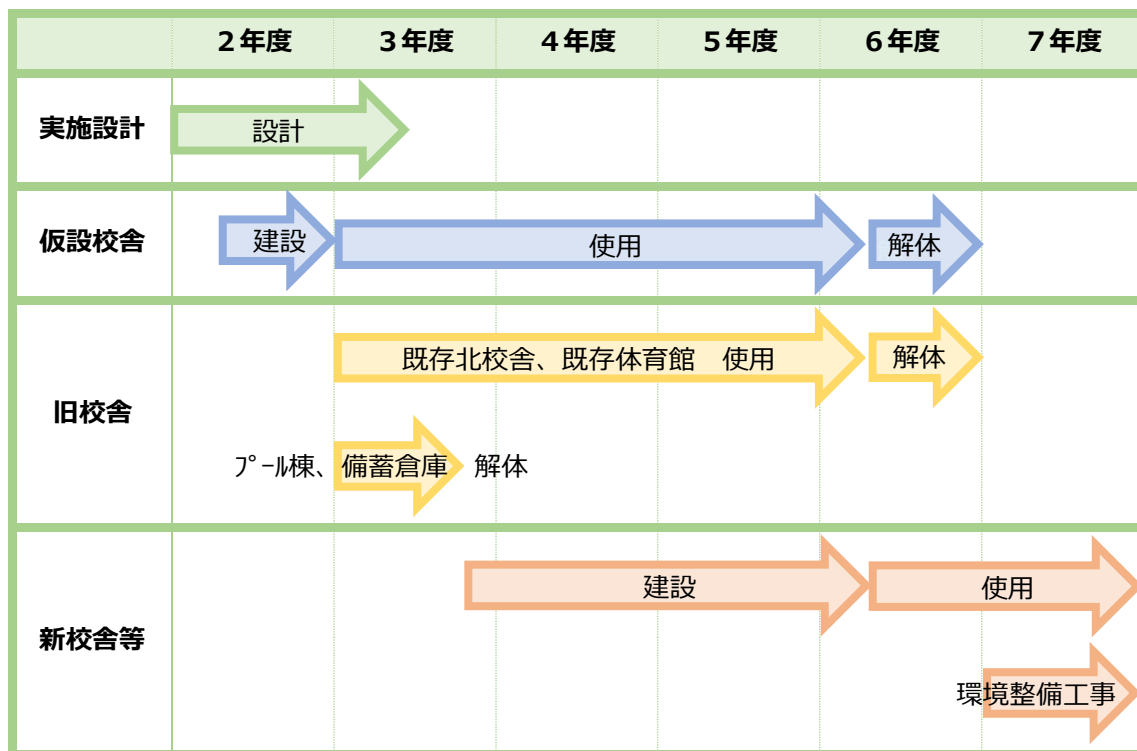 ２年度 ３年度 ４年度 ５年度 ６年度 ７年度
実施設計 設計
仮設校舎 建設 使用 解体
旧校舎
既存北校舎、既存体育館　使用 解体
ﾌﾟｰﾙ棟、備蓄倉庫 解体
新校舎等
建設 使用
環境整備工事